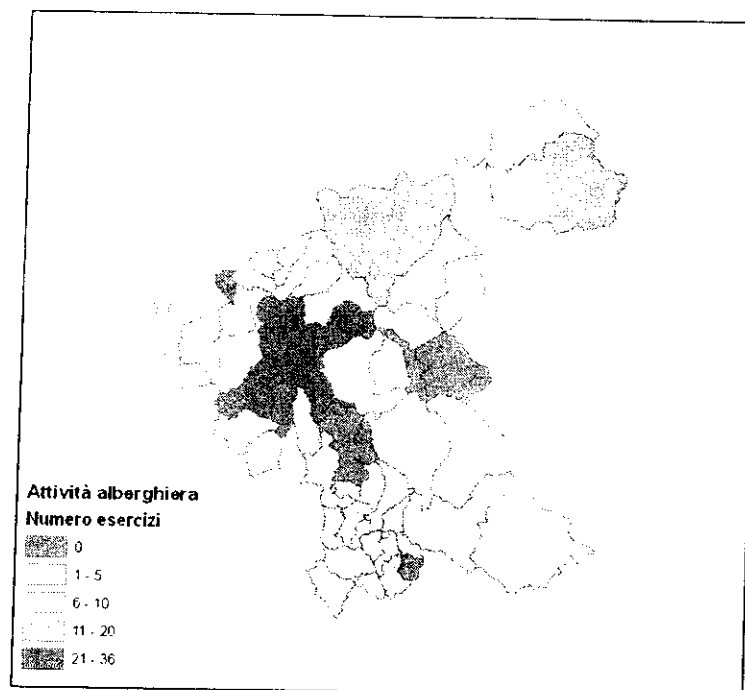 Attività alberghiera
Numero esercizi
0
1 - 5
6 - 10
11 - 20
21 - 36